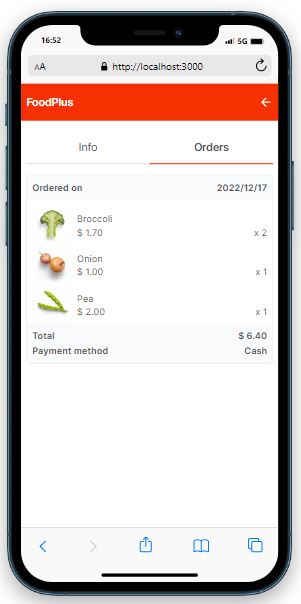 16:52
5G
AA
http://localhost:3000
FoodPlus
Info
Orders
Ordered on 2022/12/17
Broccoli
$ 1.70 x 2
Onion
$ 1.00 x 1
Pea
$ 2.00 x 1
Total $ 6.40
Payment method Cash